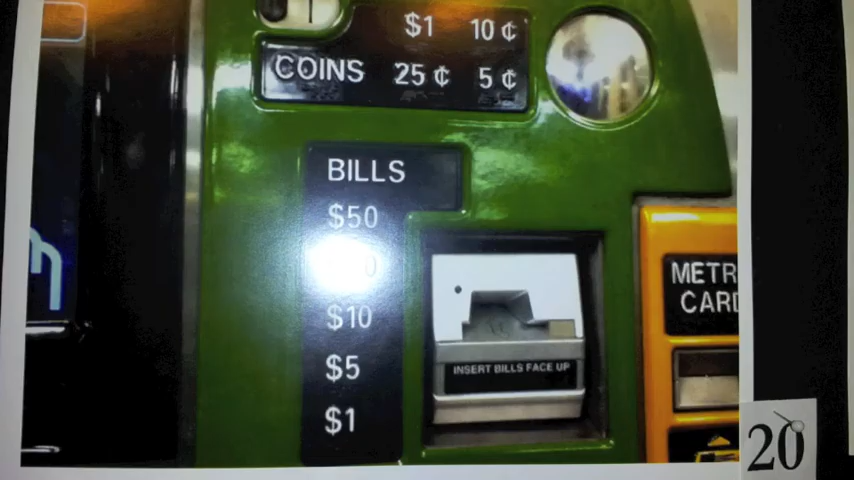 $1 10¢
COINS 25¢ 5¢
BILLS
$50
$10
$5
$1
INSERT BILLS FACE UP
METR
CARD
20